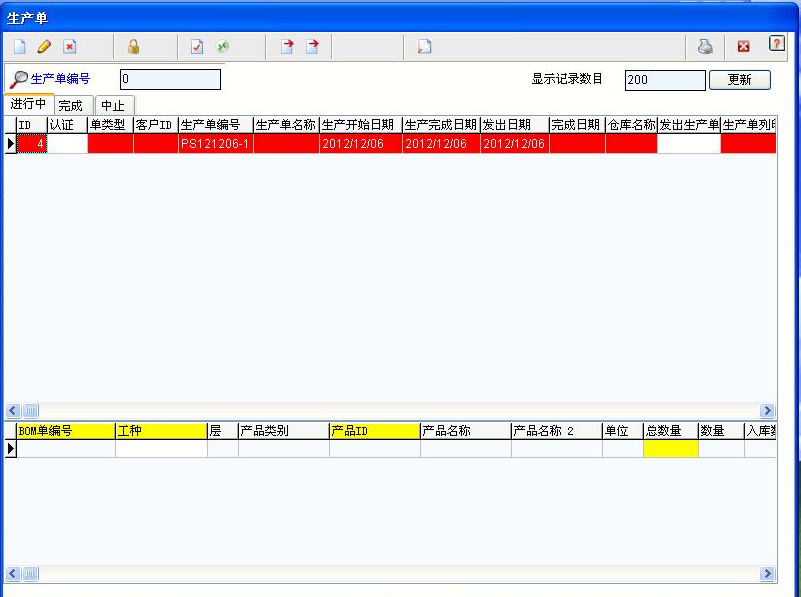 生产单
?
生产单编号 0 显示记录数目 200 更新
进行中 完成 中止
ID 认证 单类型 客户ID 生产单编号 生产单名称 生产开始日期 生产完成日期 发出日期 完成日期 仓库名称 发出生产单 生产单列印
4 PS121206-1 2012/12/06 2012/12/06 2012/12/06
BOM单编号 工种 层 产品类别 产品ID 产品名称 产品名称 2 单位 总数量 数量 入库数